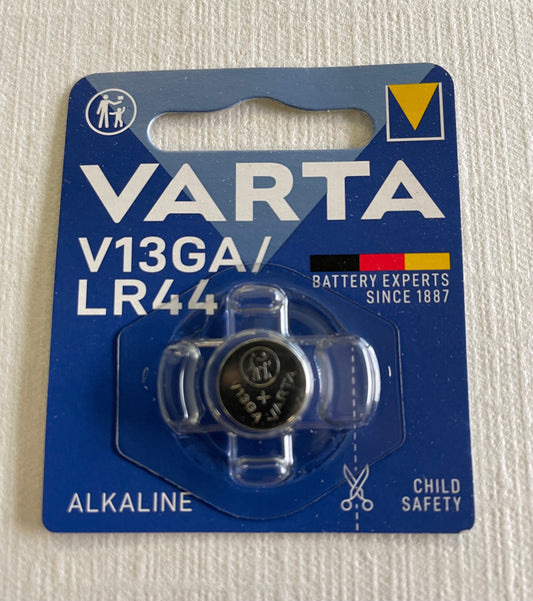 VARTA
V13GA/
LR44
BATTERY EXPERTS
SINCE 1887
+
V13GA VARTA
ALKALINE
CHILD
SAFETY